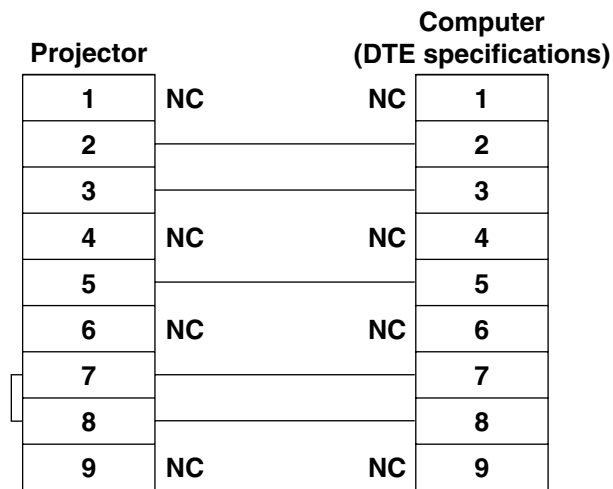 Computer
Projector (DTE specifications)
1 NC NC 1
2 2
3 3
4 NC NC 4
5 5
6 NC NC 6
7 7
8 8
9 NC NC 9